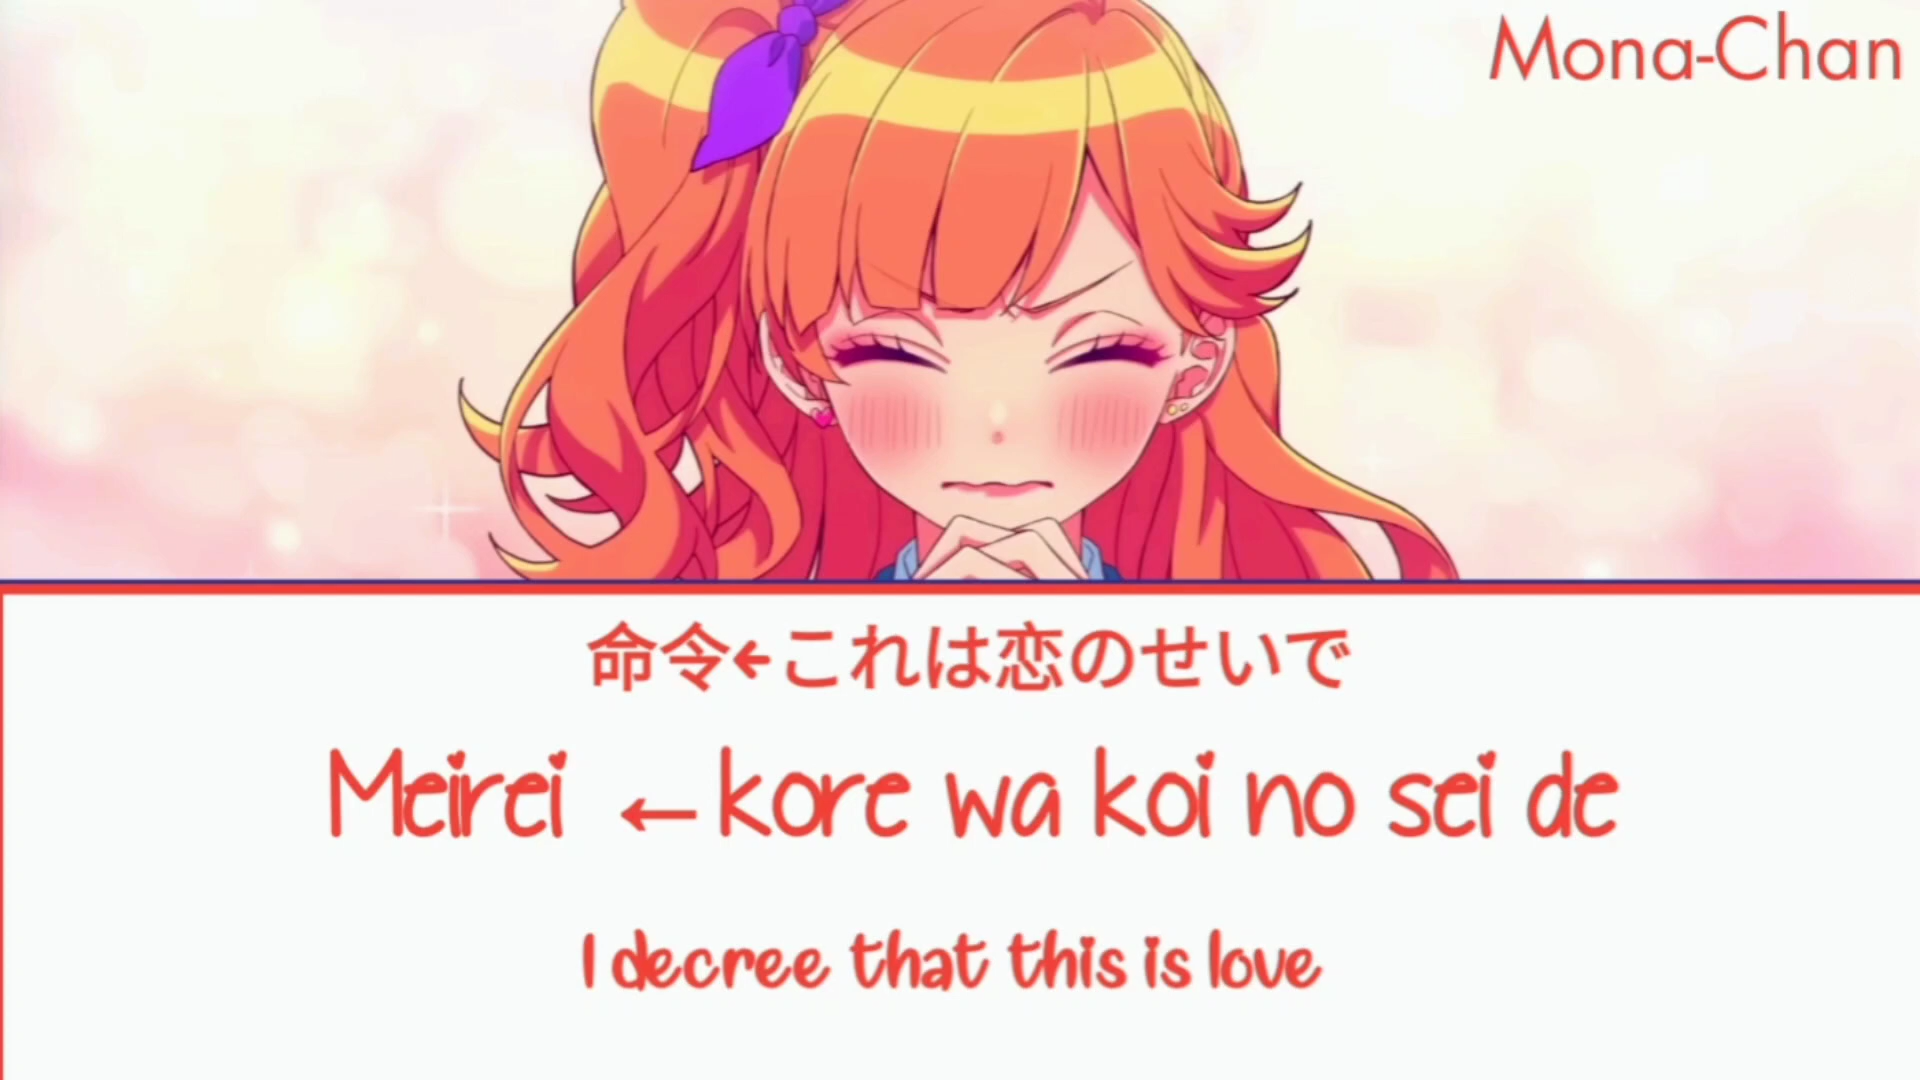 Mona-Chan
命令←これは恋のせいで
Meirei ←kore wa koi no sei de
I decree that this is love